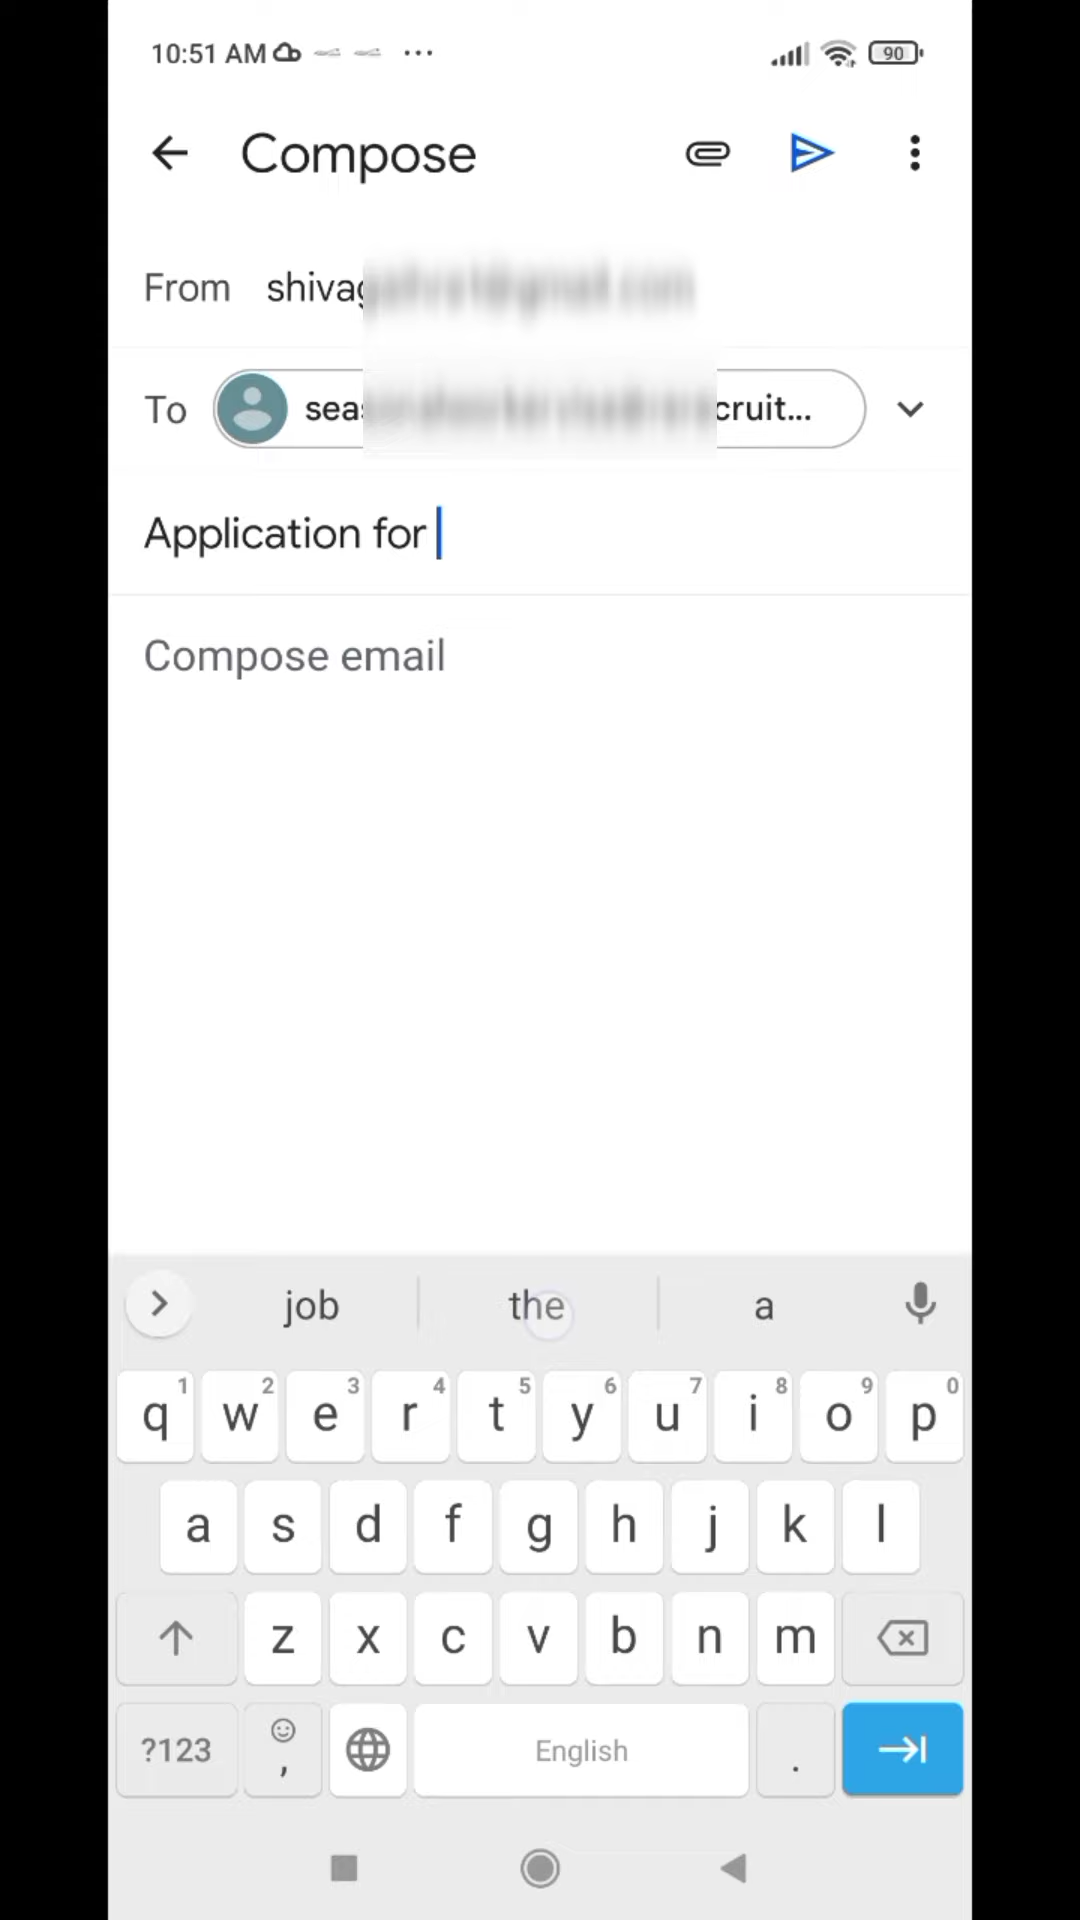 10:51 AM ... 90
Compose
From shiva
To sea cruit...
Application for
Compose email
job the a
q 1 w 2 e 3 r 4 t 5 y 6 u 7 i 8 o 9 p 0
a s d f g h j k l
z x c v b n m
?123 , English .